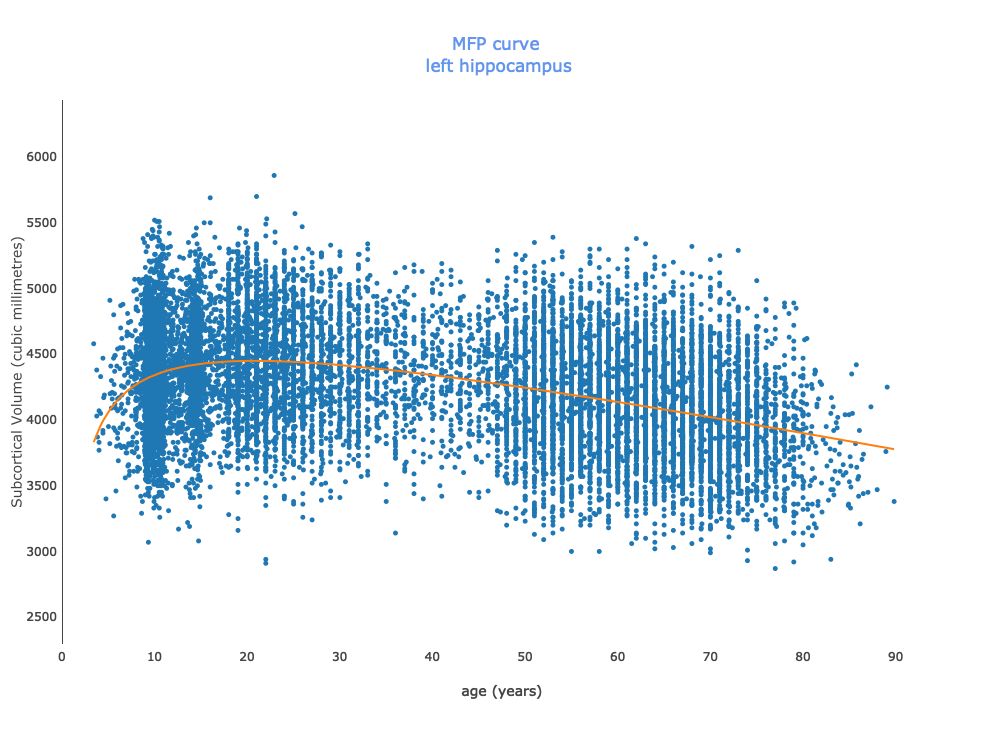 MFP curve
left hippocampus
Subcortical Volume (cubic millimetres)
6000
5500
5000
4500
4000
3500
3000
2500
0 10 20 30 40 50 60 70 80 90
age (years)